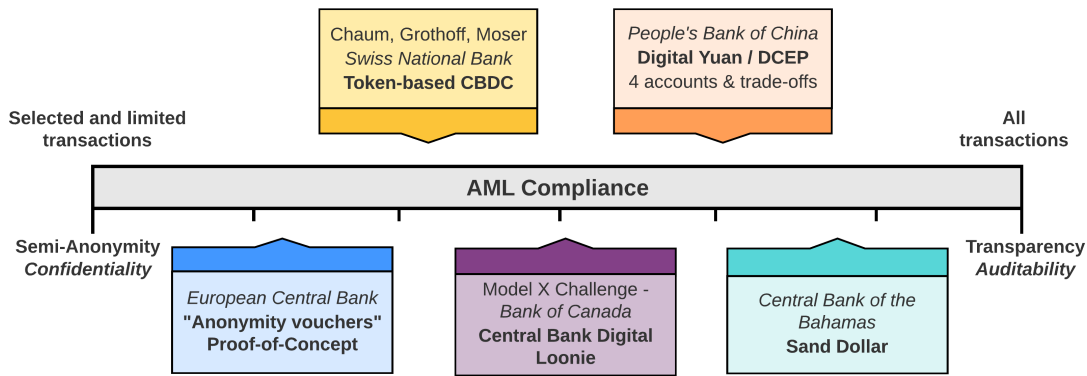 Chaum, Grothoff, Moser
Swiss National Bank
Token-based CBDC
People's Bank of China
Digital Yuan / DCEP
4 accounts & trade-offs
Selected and limited
transactions
All
transactions
AML Compliance
Semi-Anonymity
Confidentiality
Transparency
Auditability
European Central Bank
"Anonymity vouchers"
Proof-of-Concept
Model X Challenge -
Bank of Canada
Central Bank Digital
Loonie
Central Bank of the
Bahamas
Sand Dollar